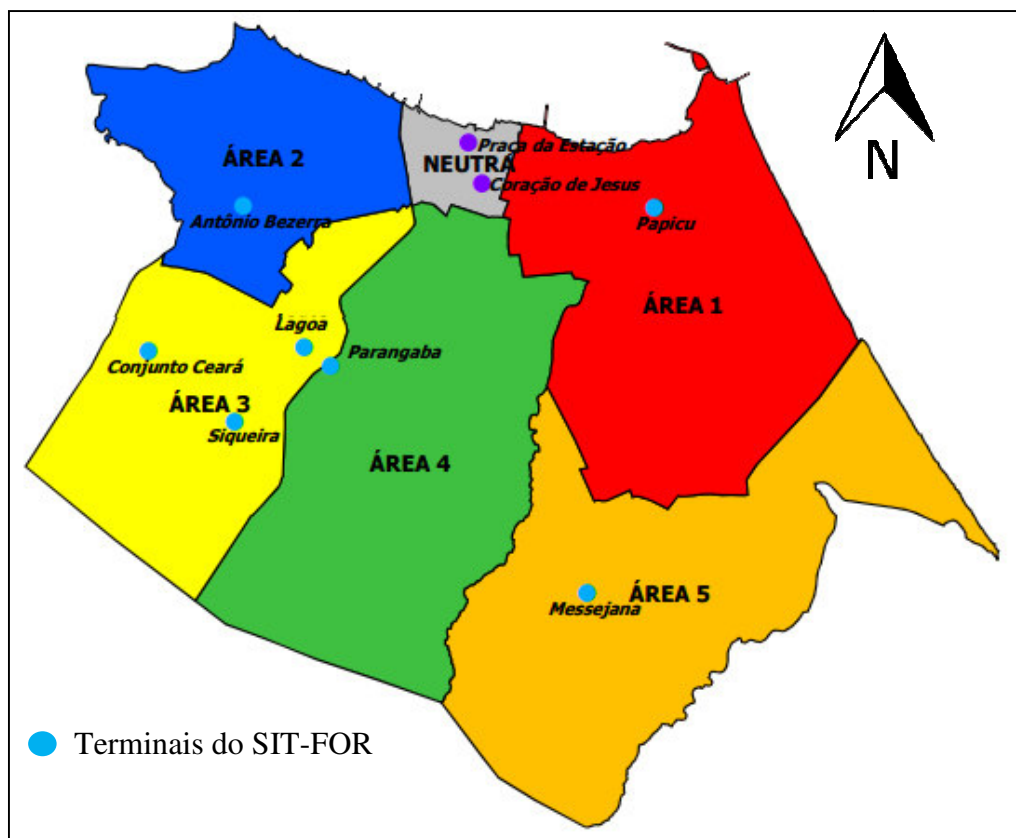 N
Praça da Estação
NEUTRA
Coração de Jesus
ÁREA 2
Antônio Bezerra
Papicu
ÁREA 1
Lagoa
Parangaba
Conjunto Ceará
ÁREA 3
Siqueira
ÁREA 4
ÁREA 5
Messejana
Terminais do SIT-FOR